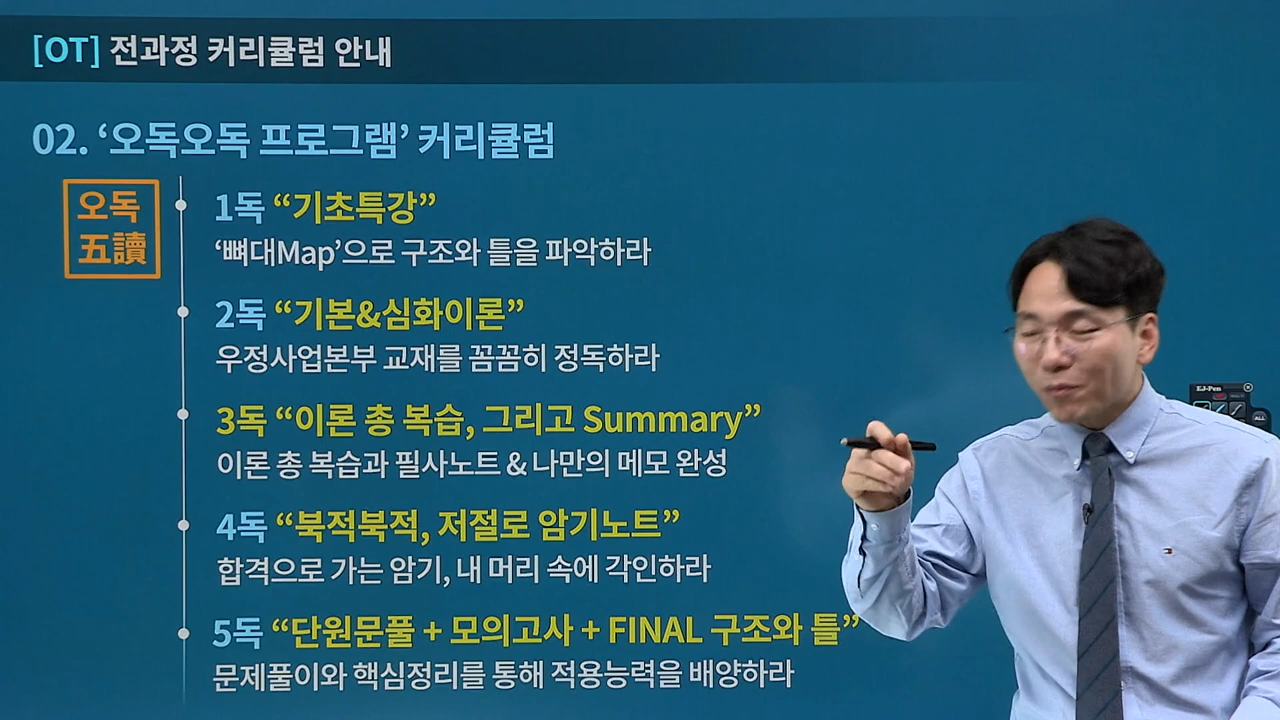 [OT] 전과정 커리큘럼 안내
02. ‘오독오독 프로그램’ 커리큘럼
오독
五讀
1독 “기초특강”
‘뼈대Map’으로 구조와 틀을 파악하라
2독 “기본&심화이론”
우정사업본부 교재를 꼼꼼히 정독하라
3독 “이론 총 복습, 그리고 Summary”
이론 총 복습과 필사노트 & 나만의 메모 완성
4독 “북적북적, 저절로 암기노트”
합격으로 가는 암기, 내 머리 속에 각인하라
5독 “단원문풀 + 모의고사 + FINAL 구조와 틀”
문제풀이와 핵심정리를 통해 적용능력을 배양하라
EJ-Pen
ALL